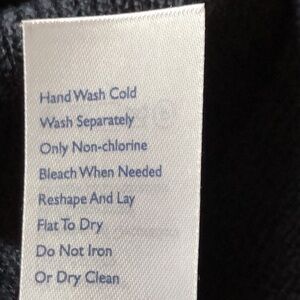 Hand Wash Cold
Wash Separately
Only Non-chlorine
Bleach When Needed
Reshape And Lay
Flat To Dry
Do Not Iron
Or Dry Clean